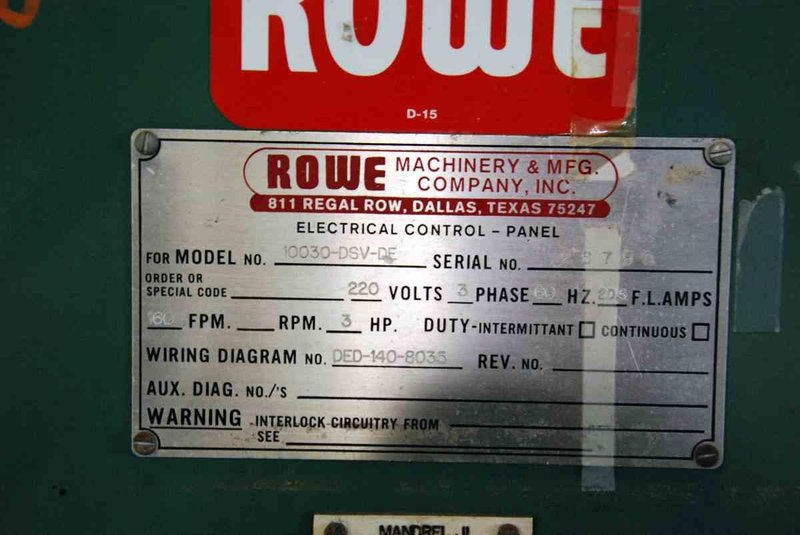 ROWE
D-15
ROWE MACHINERY & MFG.
COMPANY, INC.
811 REGAL ROW, DALLAS, TEXAS 75247
ELECTRICAL CONTROL - PANEL
FOR MODEL NO. 10030-DSV-DE SERIAL NO.
ORDER OR
SPECIAL CODE 220 VOLTS 3 PHASE 60 HZ. F.L.AMPS
160 FPM. RPM. 3 HP. DUTY-INTERMITTANT CONTINUOUS
WIRING DIAGRAM NO. DED-140-8035 REV. NO.
AUX. DIAG. NO./'S
WARNING INTERLOCK CIRCUITRY FROM
SEE
MANDREL